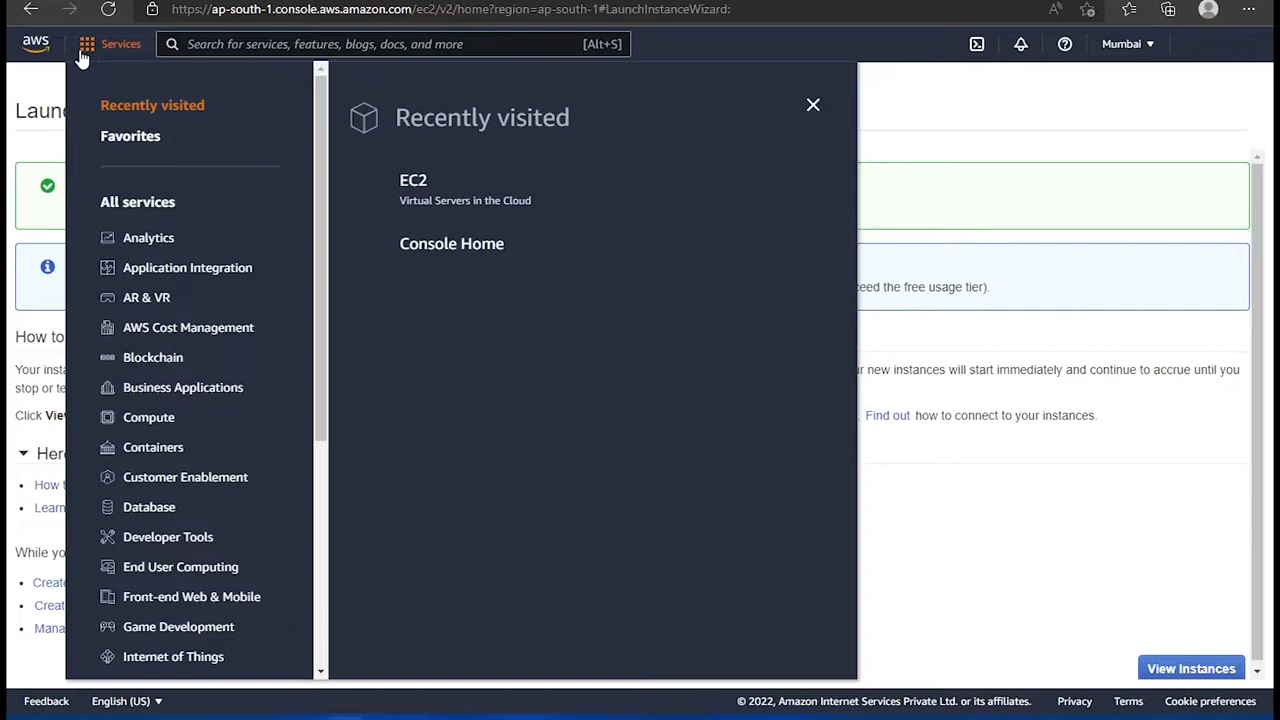 https://ap-south-1.console.aws.amazon.com/ec2/v2/home?region=ap-south-1#LaunchInstanceWizard:
aws
Services
Search for services, features, blogs, docs, and more
[Alt+S]
Mumbai
Recently visited
Favorites
All services
Analytics
Application Integration
AR & VR
AWS Cost Management
Blockchain
Business Applications
Compute
Containers
Customer Enablement
Database
Developer Tools
End User Computing
Front-end Web & Mobile
Game Development
Internet of Things
Recently visited
EC2
Virtual Servers in the Cloud
Console Home
Laun
eed the free usage tier).
How to
Your insta
r new instances will start immediately and continue to accrue until you
stop or te
Click View
Find out how to connect to your instances.
Here
How t
Learn
While yo
Create
Creat
Mana
View Instances
Feedback
English (US)
© 2022, Amazon Internet Services Private Ltd. or its affiliates.
Privacy
Terms
Cookie preferences